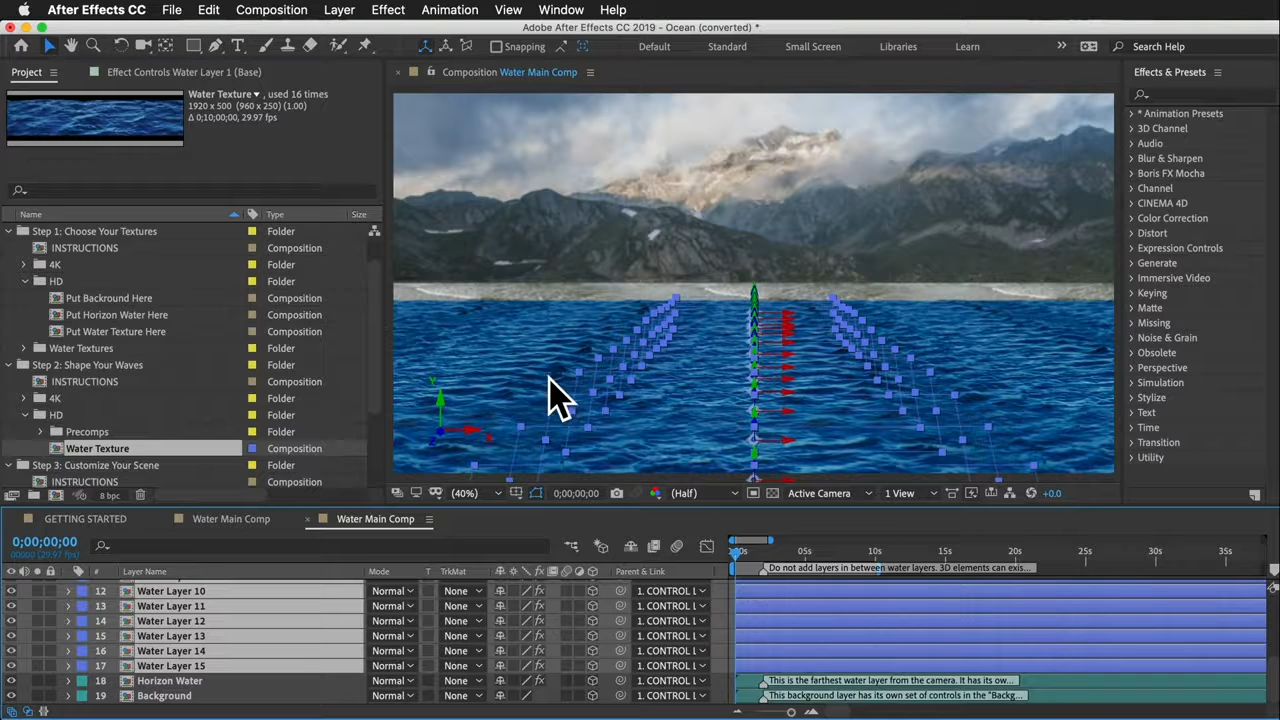 After Effects CC File Edit Composition Layer Effect Animation View Window Help
Adobe After Effects CC 2019 - Ocean (converted) *
Snapping Default Standard Small Screen Libraries Learn Search Help
Project Effect Controls Water Layer 1 (Base) Composition Water Main Comp Effects & Presets
Water Texture, used 16 times
1920 x 500 (960 x 250) (1.00)
Δ 0;10;00;00, 29.97 fps
Name Type Size
Step 1: Choose Your Textures Folder
INSTRUCTIONS Composition
4K Folder
HD Folder
Put Backround Here Composition
Put Horizon Water Here Composition
Put Water Texture Here Composition
Water Textures Folder
Step 2: Shape Your Waves Folder
INSTRUCTIONS Composition
4K Folder
HD Folder
Precomps Folder
Water Texture Composition
Step 3: Customize Your Scene Folder
INSTRUCTIONS Composition
8 bpc
Y
X
Z
* Animation Presets
3D Channel
Audio
Blur & Sharpen
Boris FX Mocha
Channel
CINEMA 4D
Color Correction
Distort
Expression Controls
Generate
Immersive Video
Keying
Matte
Missing
Noise & Grain
Obsolete
Perspective
Simulation
Stylize
Text
Time
Transition
Utility
(40%) 0;00;00;00 (Half) Active Camera 1 View +0.0
GETTING STARTED Water Main Comp Water Main Comp
0;00;00;00
00000 (29.97 fps)
05s 10s 15s 20s 25s 30s 35s
# Layer Name Mode T TrkMat Parent & Link
Do not add layers in between water layers. 3D elements can exis...
12 Water Layer 10 Normal None 1. CONTROL L
13 Water Layer 11 Normal None 1. CONTROL L
14 Water Layer 12 Normal None 1. CONTROL L
15 Water Layer 13 Normal None 1. CONTROL L
16 Water Layer 14 Normal None 1. CONTROL L
17 Water Layer 15 Normal None 1. CONTROL L
18 Horizon Water Normal None 1. CONTROL L This is the farthest water layer from the camera. It has its ow...
19 Background Normal None 1. CONTROL L This background layer has its own set of controls in the "Backg...